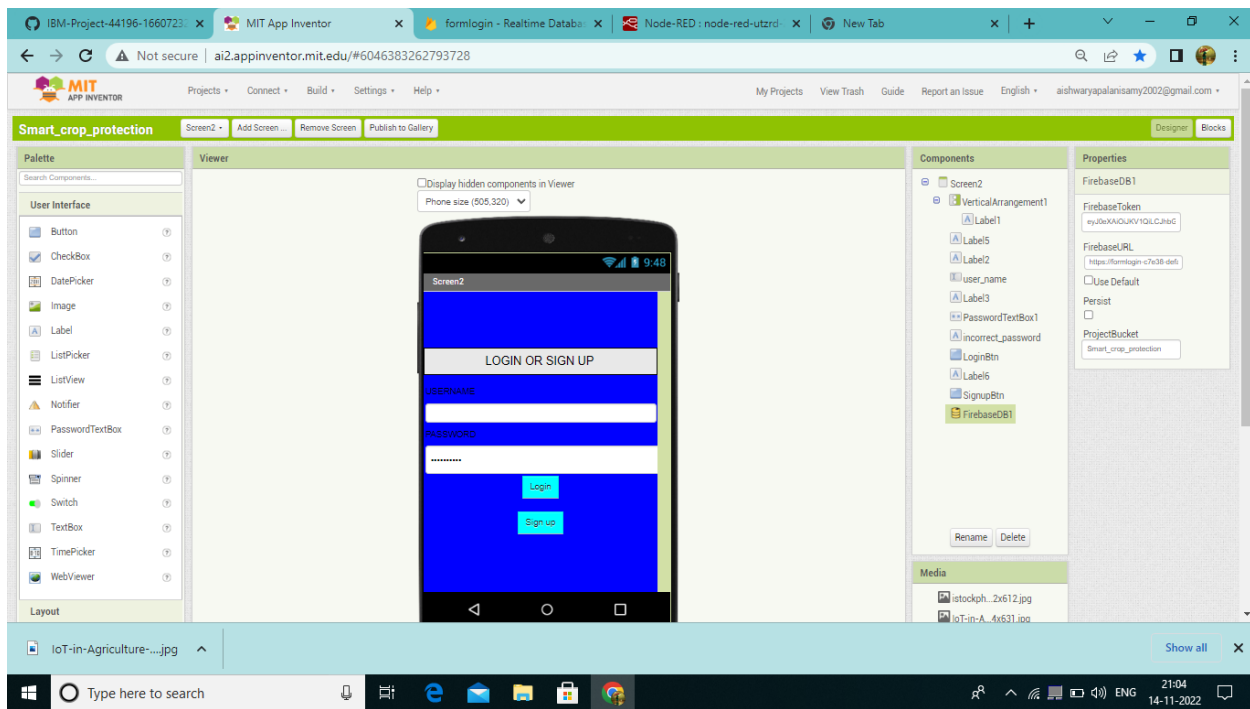 IBM-Project-44196-1660723
MIT App Inventor
formlogin - Realtime Databa
Node-RED : node-red-utzrd-
New Tab
Not secure
ai2.appinventor.mit.edu/#6046383262793728
MIT
APP INVENTOR
Projects
Connect
Build
Settings
Help
My Projects
View Trash
Guide
Report an Issue
English
aishwaryapalanisamy2002@gmail.com
Smart_crop_protection
Screen2
Add Screen ...
Remove Screen
Publish to Gallery
Designer
Blocks
Palette
Search Components...
User Interface
Button
CheckBox
DatePicker
Image
Label
ListPicker
ListView
Notifier
PasswordTextBox
Slider
Spinner
Switch
TextBox
TimePicker
WebViewer
Layout
Viewer
Display hidden components in Viewer
Phone size (505,320)
9:48
Screen2
LOGIN OR SIGN UP
USERNAME
PASSWORD
Login
Sign up
Components
Screen2
VerticalArrangement1
Label1
Label5
Label2
user_name
Label3
PasswordTextBox1
incorrect_password
LoginBtn
Label6
SignupBtn
FirebaseDB1
Rename
Delete
Media
istockph...2x612.jpg
IoT-in-A...4x631.jpg
Properties
FirebaseDB1
FirebaseToken
FirebaseURL
https://formlogin-c7e38-defa
Use Default
Persist
ProjectBucket
Smart_crop_protection
IoT-in-Agriculture-....jpg
Show all
Type here to search
ENG
21:04
14-11-2022